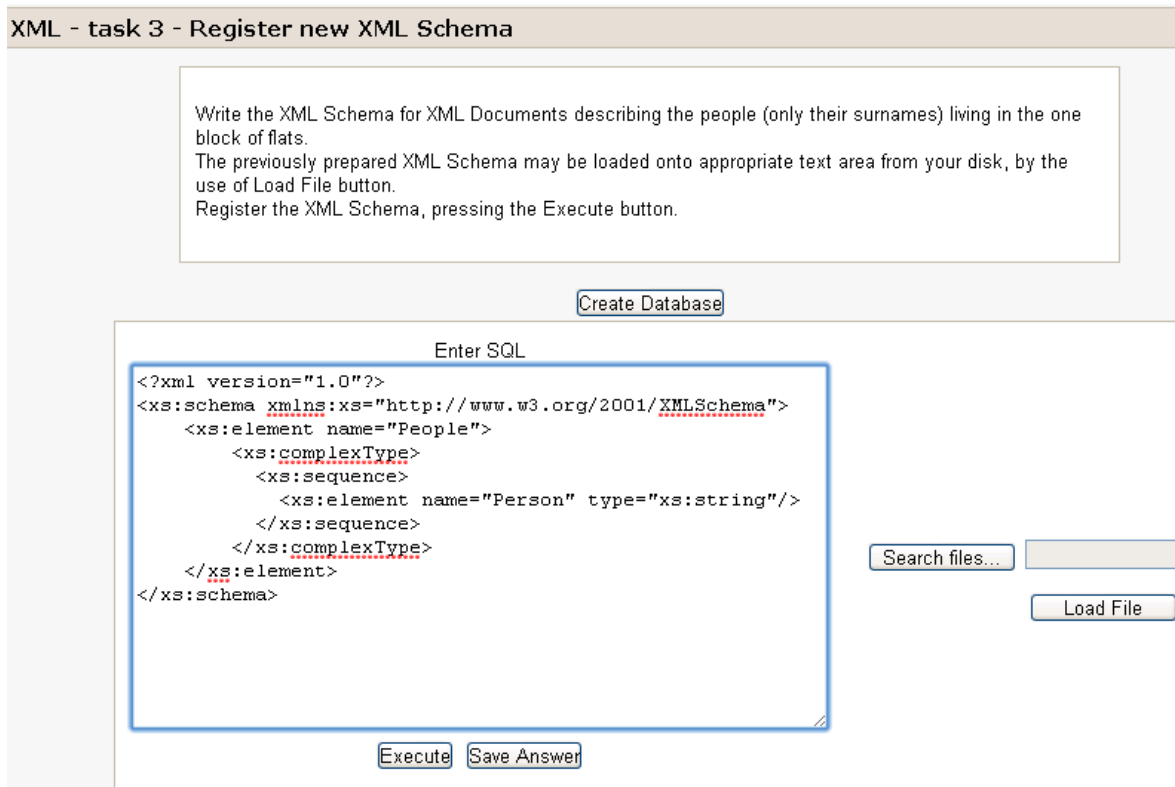 XML - task 3 - Register new XML Schema
Write the XML Schema for XML Documents describing the people (only their surnames) living in the one
block of flats.
The previously prepared XML Schema may be loaded onto appropriate text area from your disk, by the
use of Load File button.
Register the XML Schema, pressing the Execute button.
Create Database
Enter SQL
<?xml version="1.0"?>
<xs:schema xmlns:xs="http://www.w3.org/2001/XMLSchema">
    <xs:element name="People">
        <xs:complexType>
          <xs:sequence>
            <xs:element name="Person" type="xs:string"/>
          </xs:sequence>
        </xs:complexType>
    </xs:element>
</xs:schema>
Search files...
Load File
Execute Save Answer